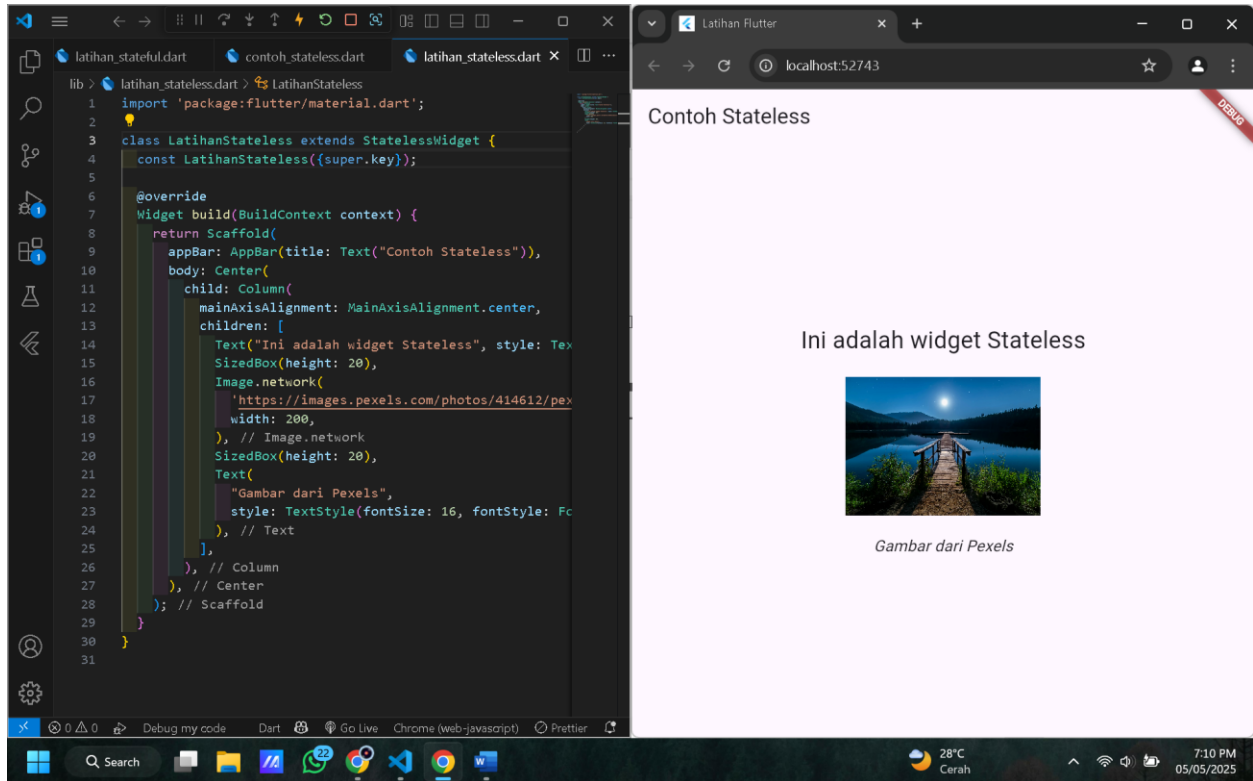 latihan_stateful.dart
contoh_stateless.dart
latihan_stateless.dart
lib > latihan_stateless.dart > LatihanStateless
1 import 'package:flutter/material.dart';
2
3 class LatihanStateless extends StatelessWidget {
4 const LatihanStateless({super.key});
5
6 @override
7 Widget build(BuildContext context) {
8 return Scaffold(
9 appBar: AppBar(title: Text("Contoh Stateless")),
10 body: Center(
11 child: Column(
12 mainAxisAlignment: MainAxisAlignment.center,
13 children: [
14 Text("Ini adalah widget Stateless", style: Tex
15 SizedBox(height: 20),
16 Image.network(
17 'https://images.pexels.com/photos/414612/pex
18 width: 200,
19 ), // Image.network
20 SizedBox(height: 20),
21 Text(
22 "Gambar dari Pexels",
23 style: TextStyle(fontSize: 16, fontStyle: Fo
24 ), // Text
25 ],
26 ), // Column
27 ), // Center
28 ); // Scaffold
29 }
30 }
31
1
1
0 0 Debug my code Dart Go Live Chrome (web-javascript) Prettier
Latihan Flutter
localhost:52743
DEBUG
Contoh Stateless
Ini adalah widget Stateless
Gambar dari Pexels
Search
22
28°C
Cerah
7:10 PM
05/05/2025